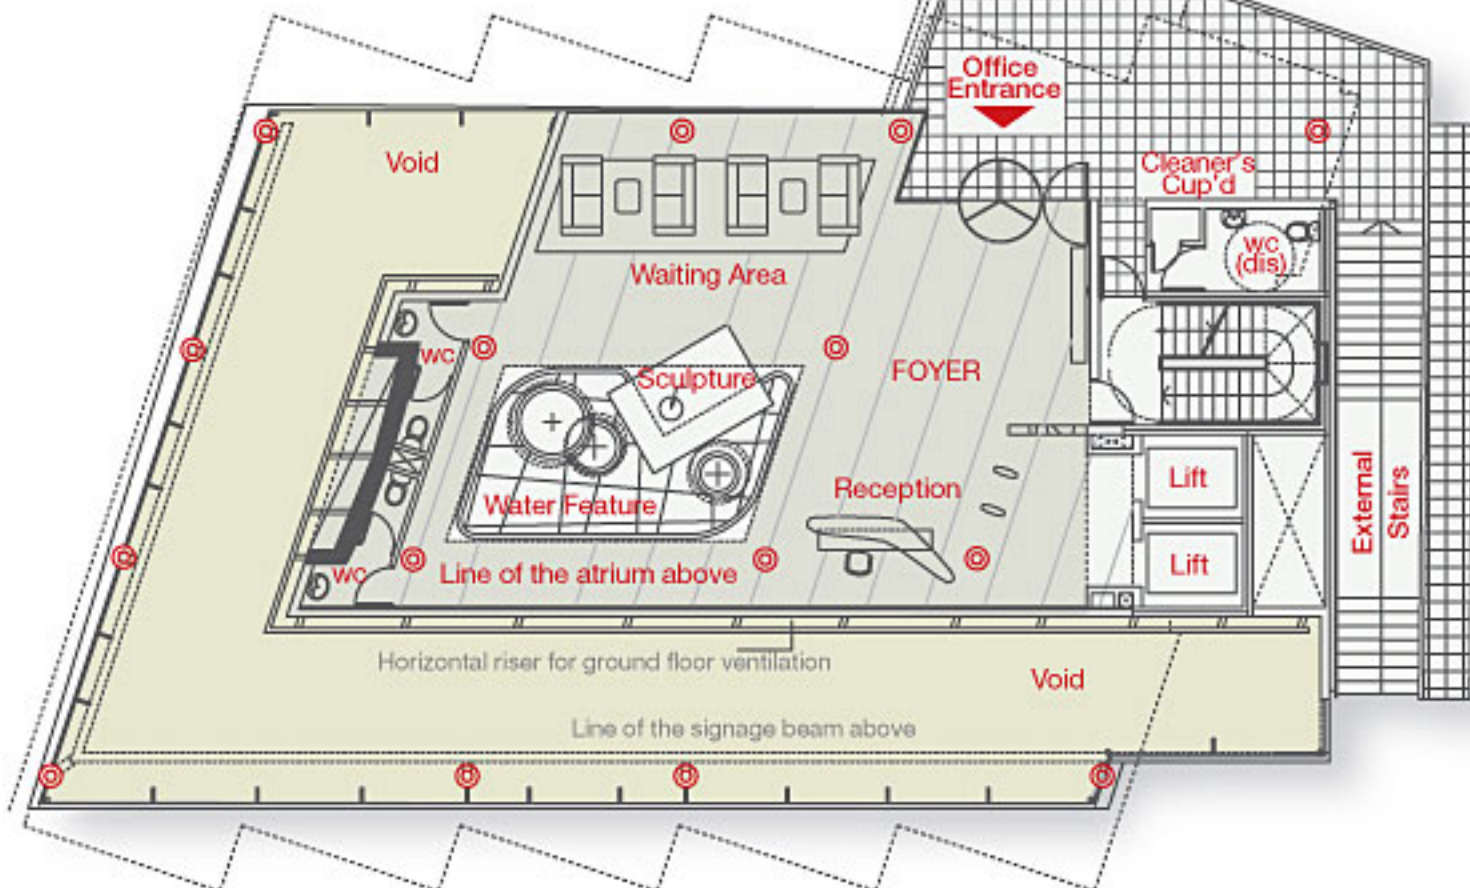 Office
Entrance
Void
Cleaner's
Cup'd
wc
(dis)
Waiting Area
wc
Sculpture
FOYER
Water Feature
Reception
Lift
External
Stairs
wc
Line of the atrium above
Lift
Horizontal riser for ground floor ventilation
Void
Line of the signage beam above